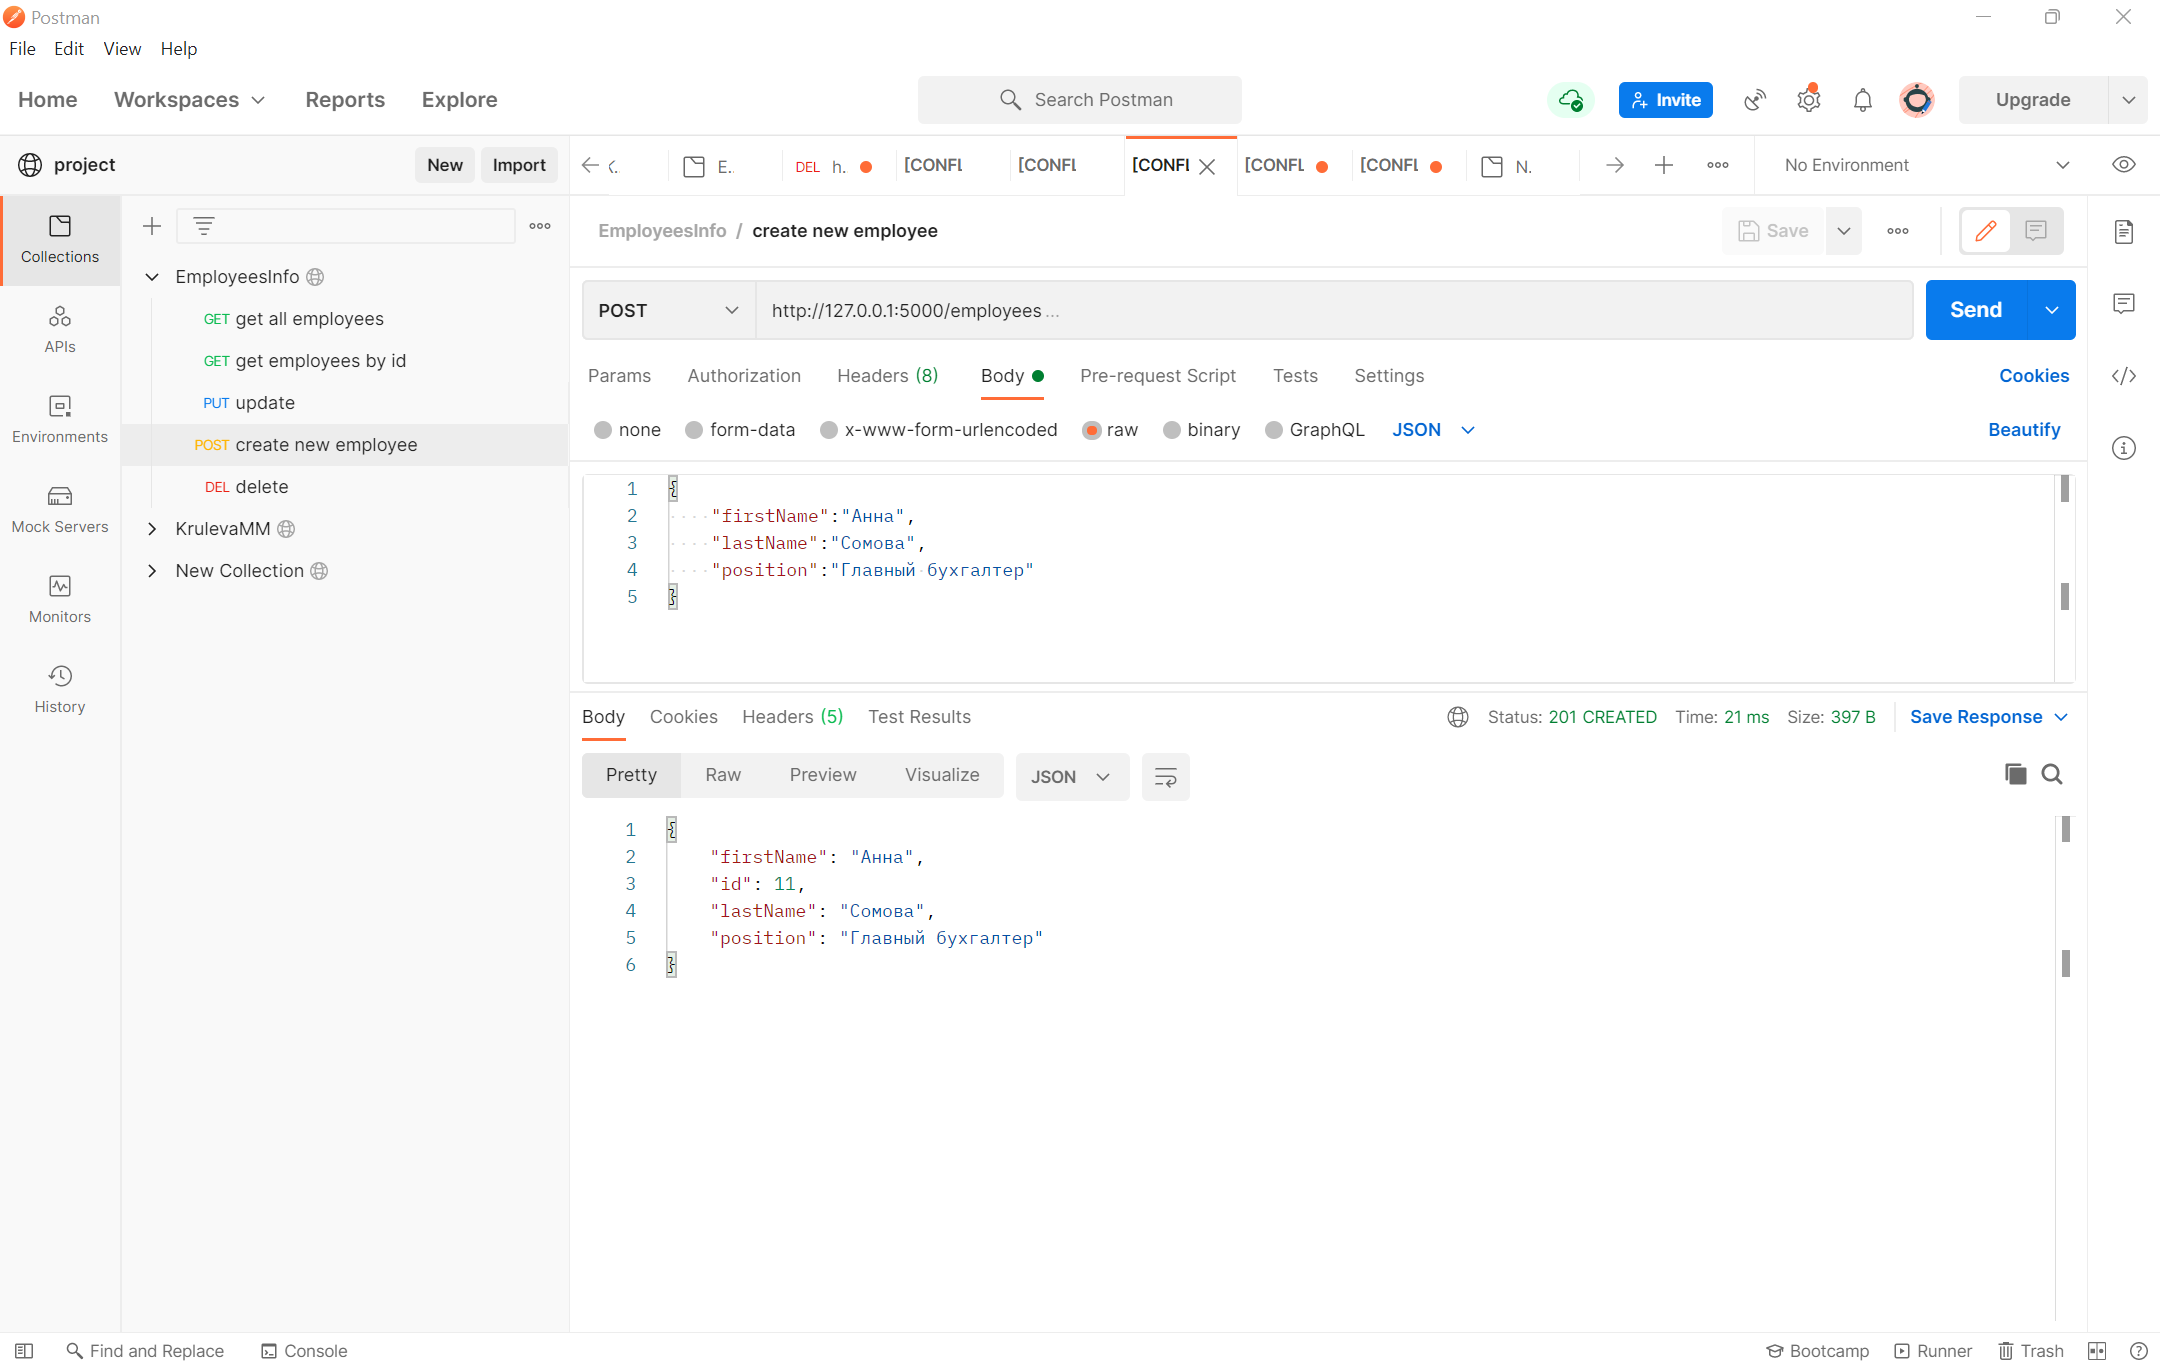 Postman
File Edit View Help
Home Workspaces Reports Explore Search Postman Invite Upgrade
project New Import
E.. DEL h. [CONFL [CONFL [CONFL [CONFL [CONFL N. No Environment
Collections
APIs
Environments
Mock Servers
Monitors
History
EmployeesInfo
GET get all employees
GET get employees by id
PUT update
POST create new employee
DEL delete
KrulevaMM
New Collection
EmployeesInfo / create new employee Save
POST http://127.0.0.1:5000/employees ... Send
Params Authorization Headers (8) Body Pre-request Script Tests Settings Cookies
none form-data x-www-form-urlencoded raw binary GraphQL JSON Beautify
1 {
2 "firstName":"Анна",
3 "lastName":"Сомова",
4 "position":"Главный бухгалтер"
5 }
Body Cookies Headers (5) Test Results Status: 201 CREATED Time: 21 ms Size: 397 B Save Response
Pretty Raw Preview Visualize JSON
1 {
2 "firstName": "Анна",
3 "id": 11,
4 "lastName": "Сомова",
5 "position": "Главный бухгалтер"
6 }
Find and Replace Console Bootcamp Runner Trash